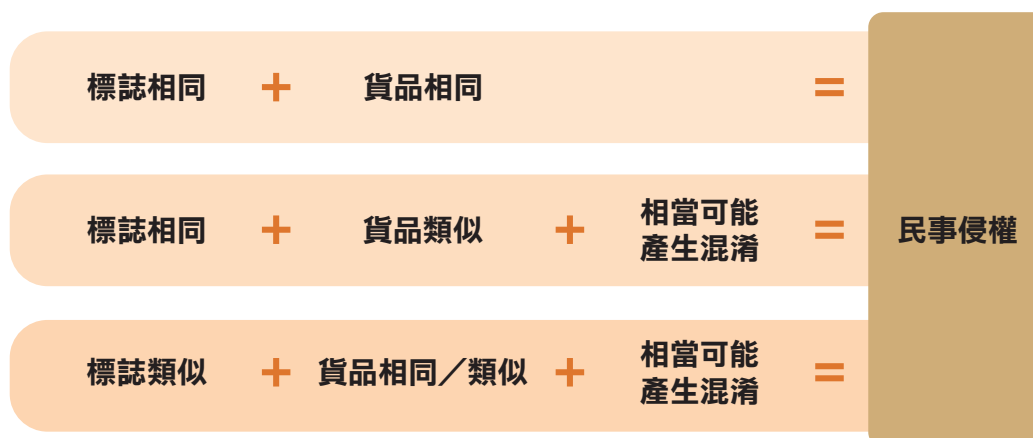 標誌相同 + 貨品相同 =
標誌相同 + 貨品類似 + 相當可能
產生混淆 = 民事侵權
標誌類似 + 貨品相同／類似 + 相當可能
產生混淆 =